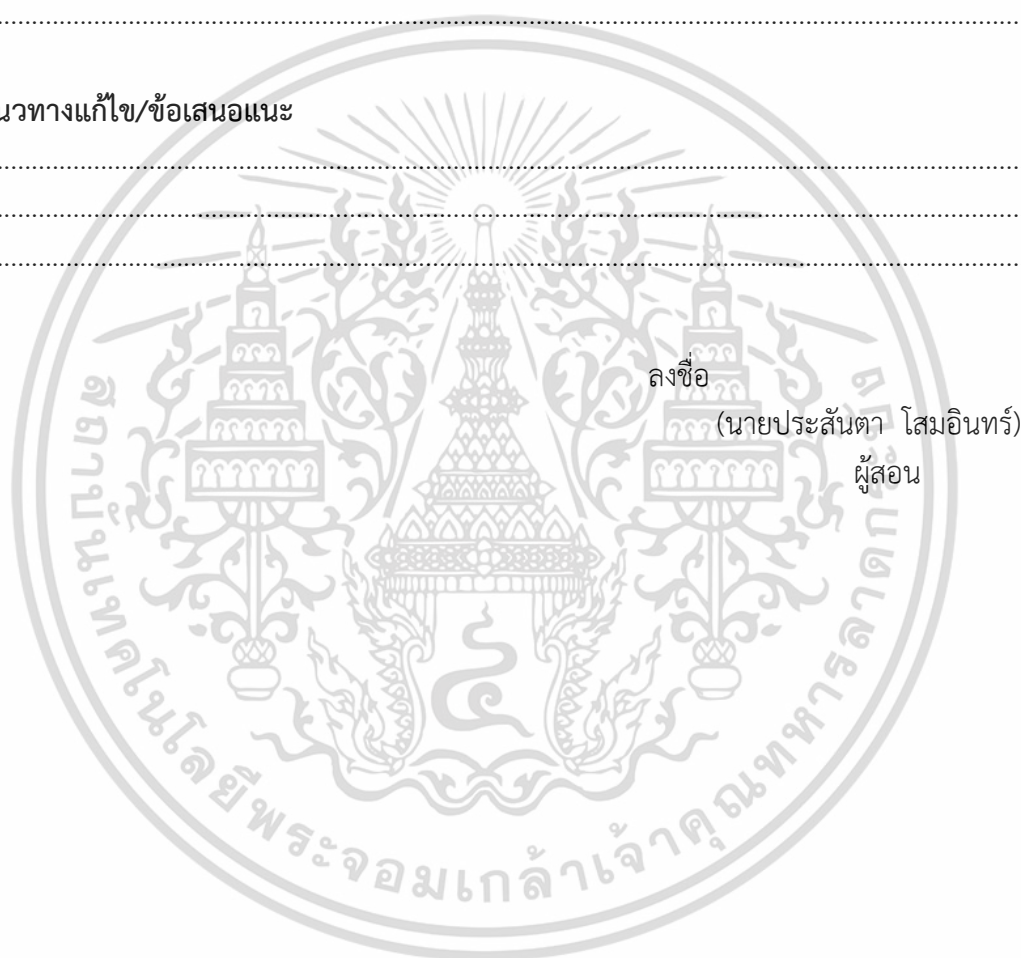 ................................................................................
นวทางแก้ไข/ข้อเสนอแนะ
................................................................................
................................................................................
................................................................................
ลงชื่อ
(นายประสันตา โสมอินทร์)
ผู้สอน
สถาบันเทคโนโลยีพระจอมเกล้าเจ้าคุณทหารลาดกระบัง